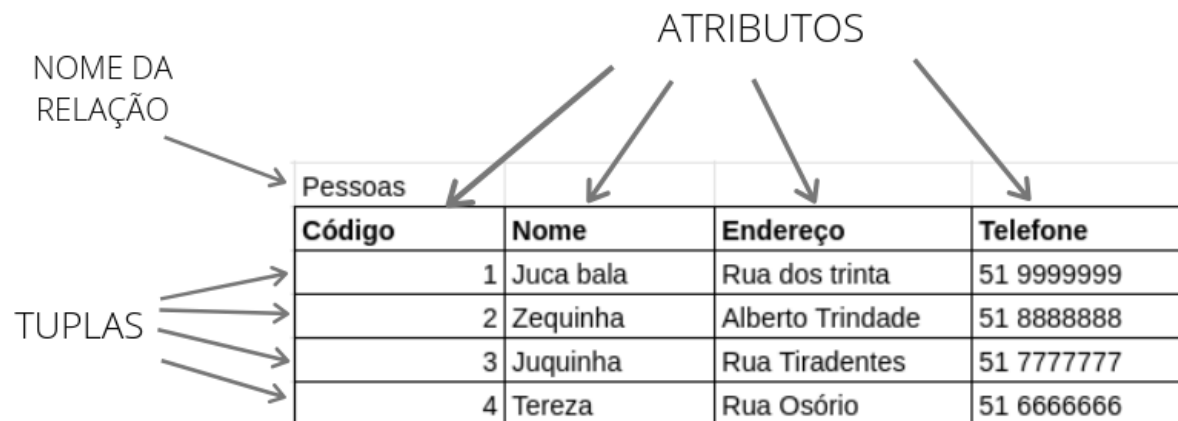 ATRIBUTOS
NOME DA
RELAÇÃO
Pessoas
Código Nome Endereço Telefone
1 Juca bala Rua dos trinta 51 9999999
TUPLAS
2 Zequinha Alberto Trindade 51 8888888
3 Juquinha Rua Tiradentes 51 7777777
4 Tereza Rua Osório 51 6666666